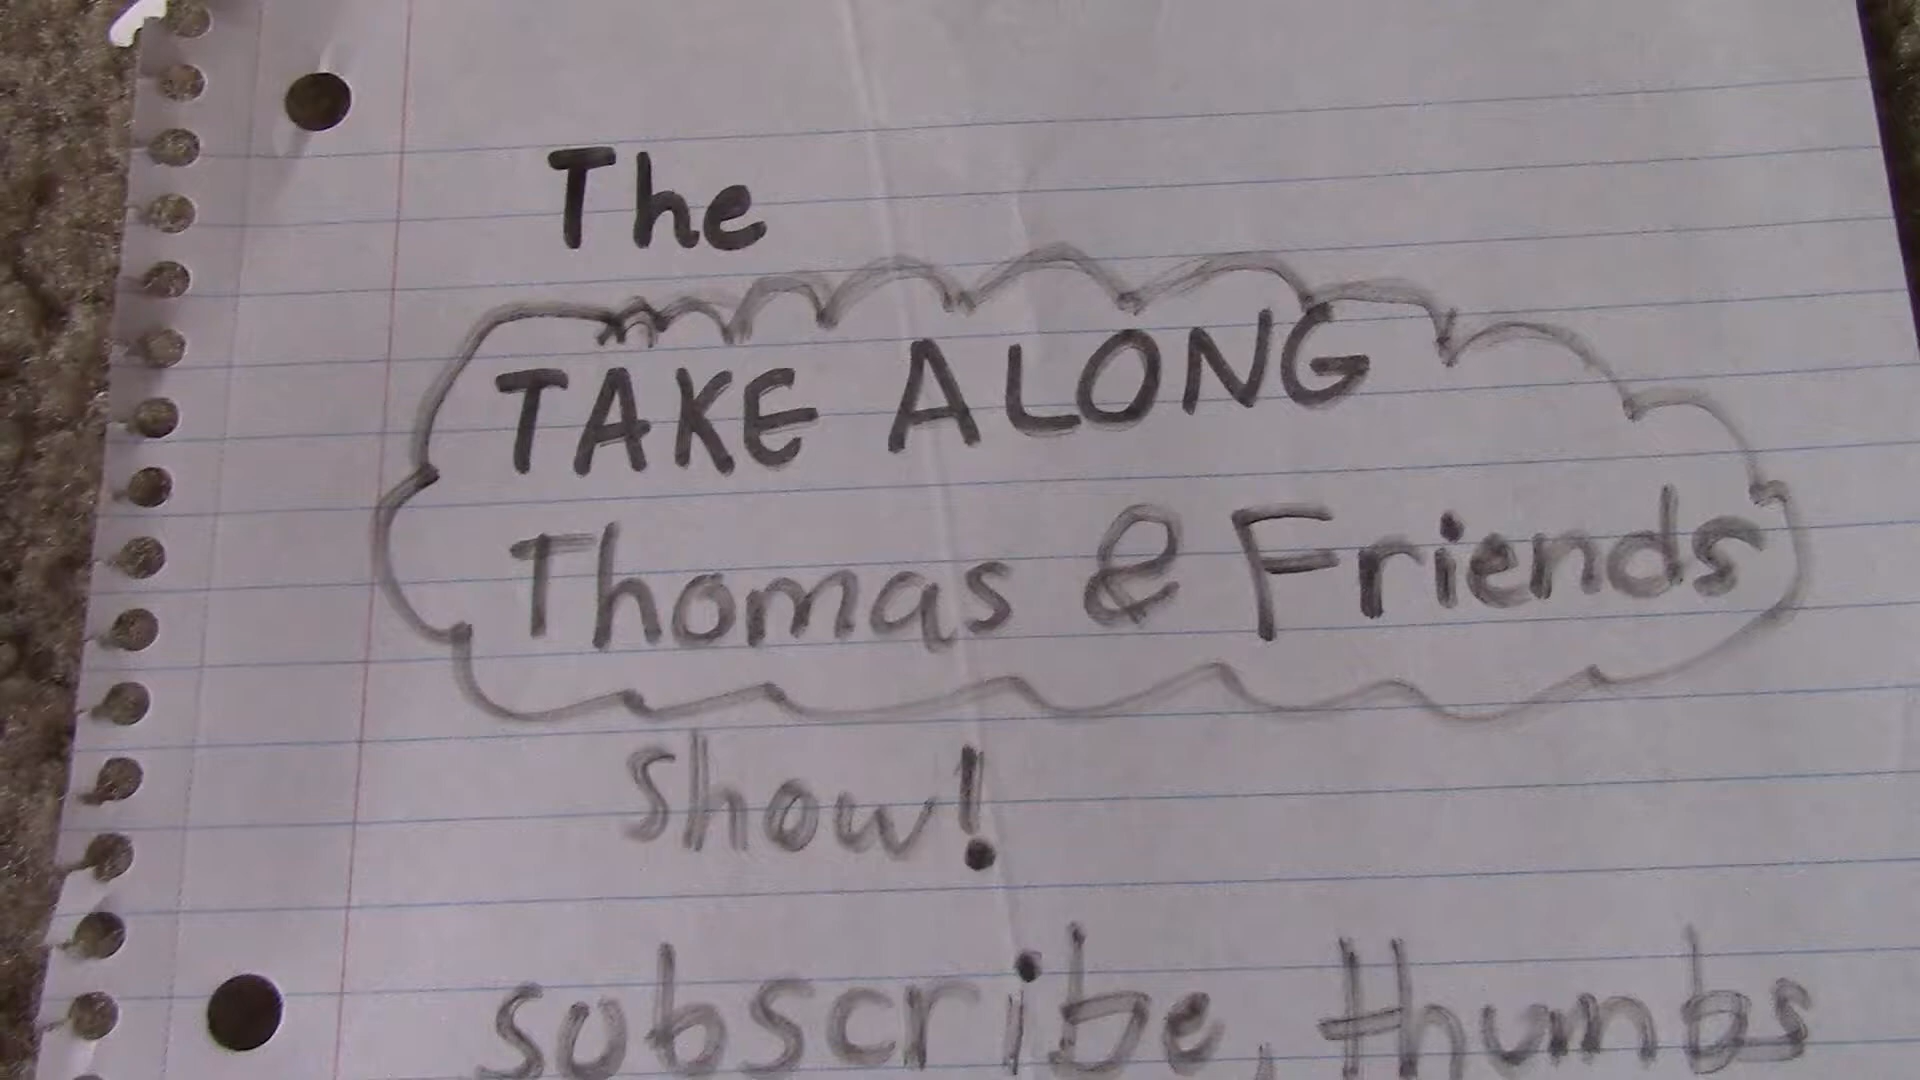 The
TAKE ALONG
Thomas & Friends
show!
subscribe, thumbs